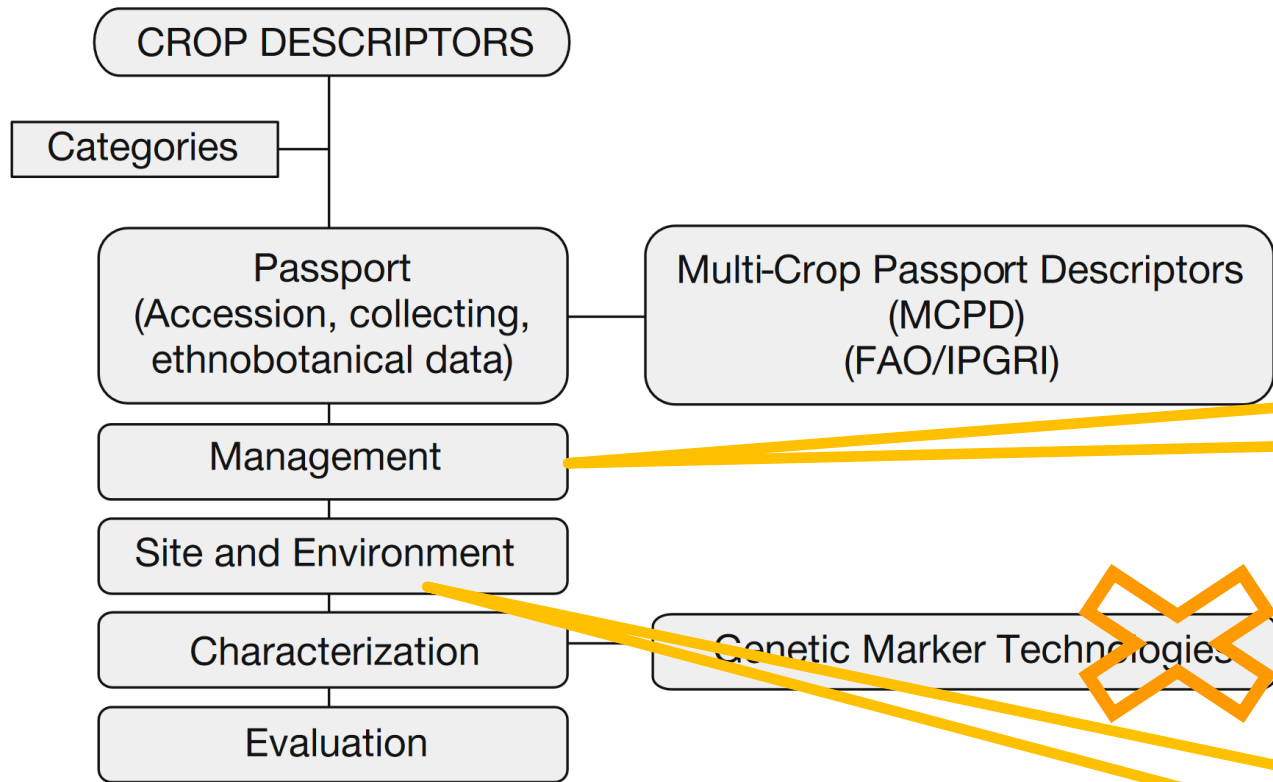 CROP DESCRIPTORS
Categories
Passport
(Accession, collecting,
ethnobotanical data)
Multi-Crop Passport Descriptors
(MCPD)
(FAO/IPGRI)
Management
Site and Environment
Characterization
Genetic Marker Technologies
Evaluation